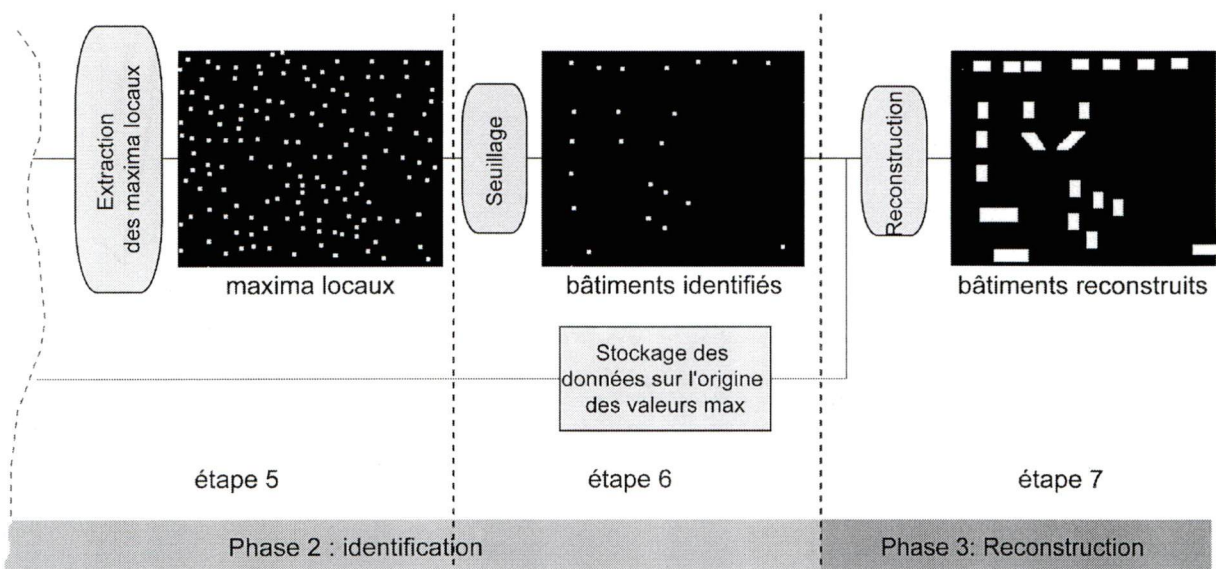 Extraction
des maxima locaux
maxima locaux
Seuillage
bâtiments identifiés
Reconstruction
bâtiments reconstruits
Stockage des
données sur l'origine
des valeurs max
étape 5
étape 6
étape 7
Phase 2 : identification
Phase 3: Reconstruction